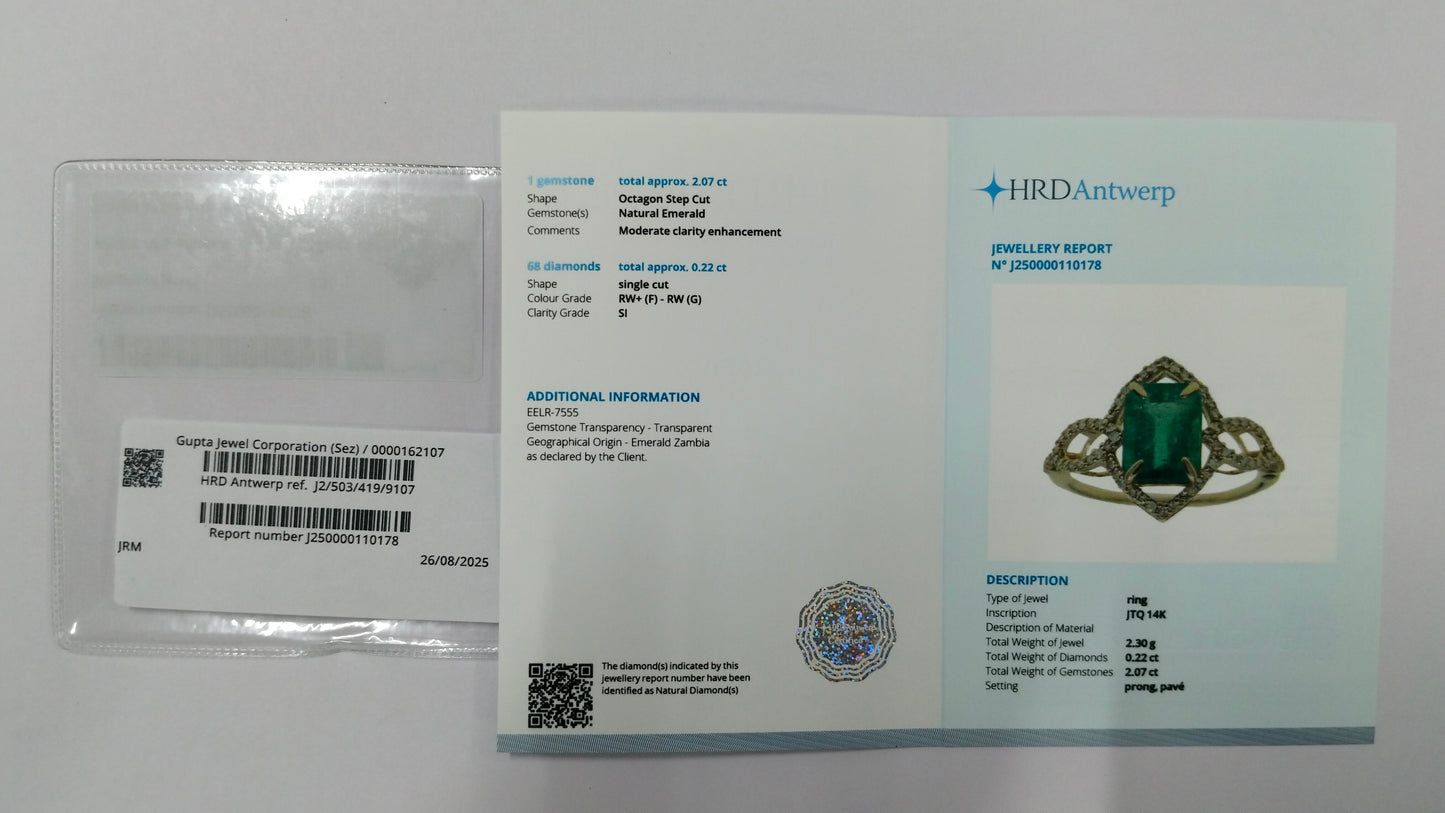 Gupta Jewel Corporation (Sez) / 0000162107
HRD Antwerp ref. J2/503/419/9107
Report number J250000110178
JRM
26/08/2025
1 gemstone total approx. 2.07 ct
Shape Octagon Step Cut
Gemstone(s) Natural Emerald
Comments Moderate clarity enhancement
68 diamonds total approx. 0.22 ct
Shape single cut
Colour Grade RW+ (F) - RW (G)
Clarity Grade SI
ADDITIONAL INFORMATION
EELR-7555
Gemstone Transparency - Transparent
Geographical Origin - Emerald Zambia
as declared by the Client.
The diamond(s) indicated by this
jewellery report number have been
identified as Natural Diamond(s)
HRDAntwerp
JEWELLERY REPORT
N° J250000110178
DESCRIPTION
Type of Jewel ring
Inscription JTQ 14K
Description of Material
Total Weight of Jewel 2.30 g
Total Weight of Diamonds 0.22 ct
Total Weight of Gemstones 2.07 ct
Setting prong, pavé